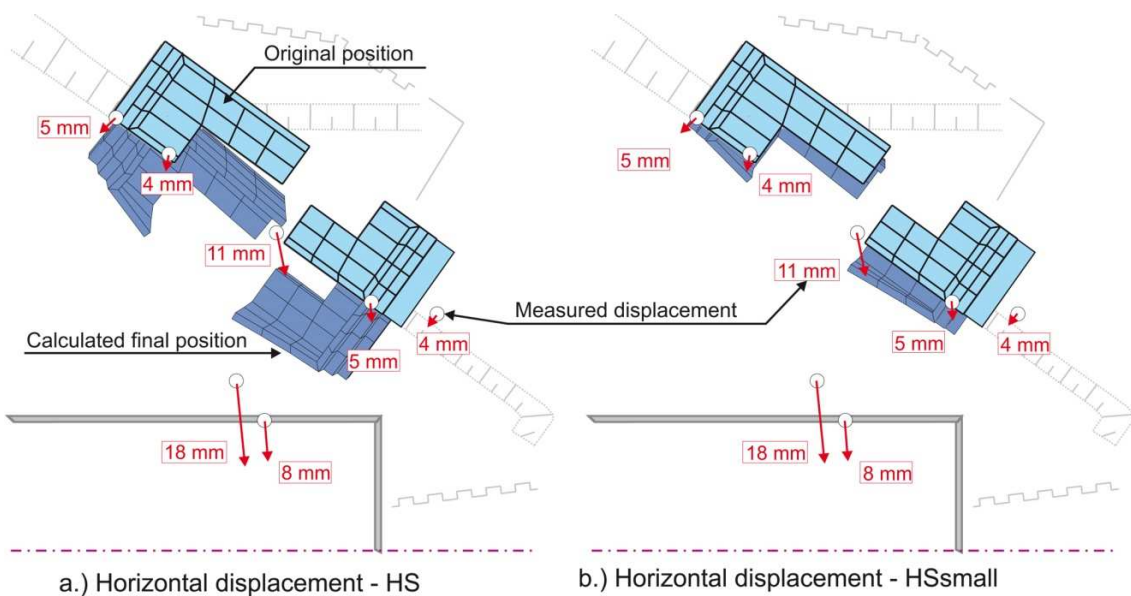 Original position
5 mm
4 mm
11 mm
Calculated final position
5 mm
4 mm
Measured displacement
18 mm
8 mm
a.) Horizontal displacement - HS
5 mm
4 mm
11 mm
5 mm
4 mm
18 mm
8 mm
b.) Horizontal displacement - HSsmall